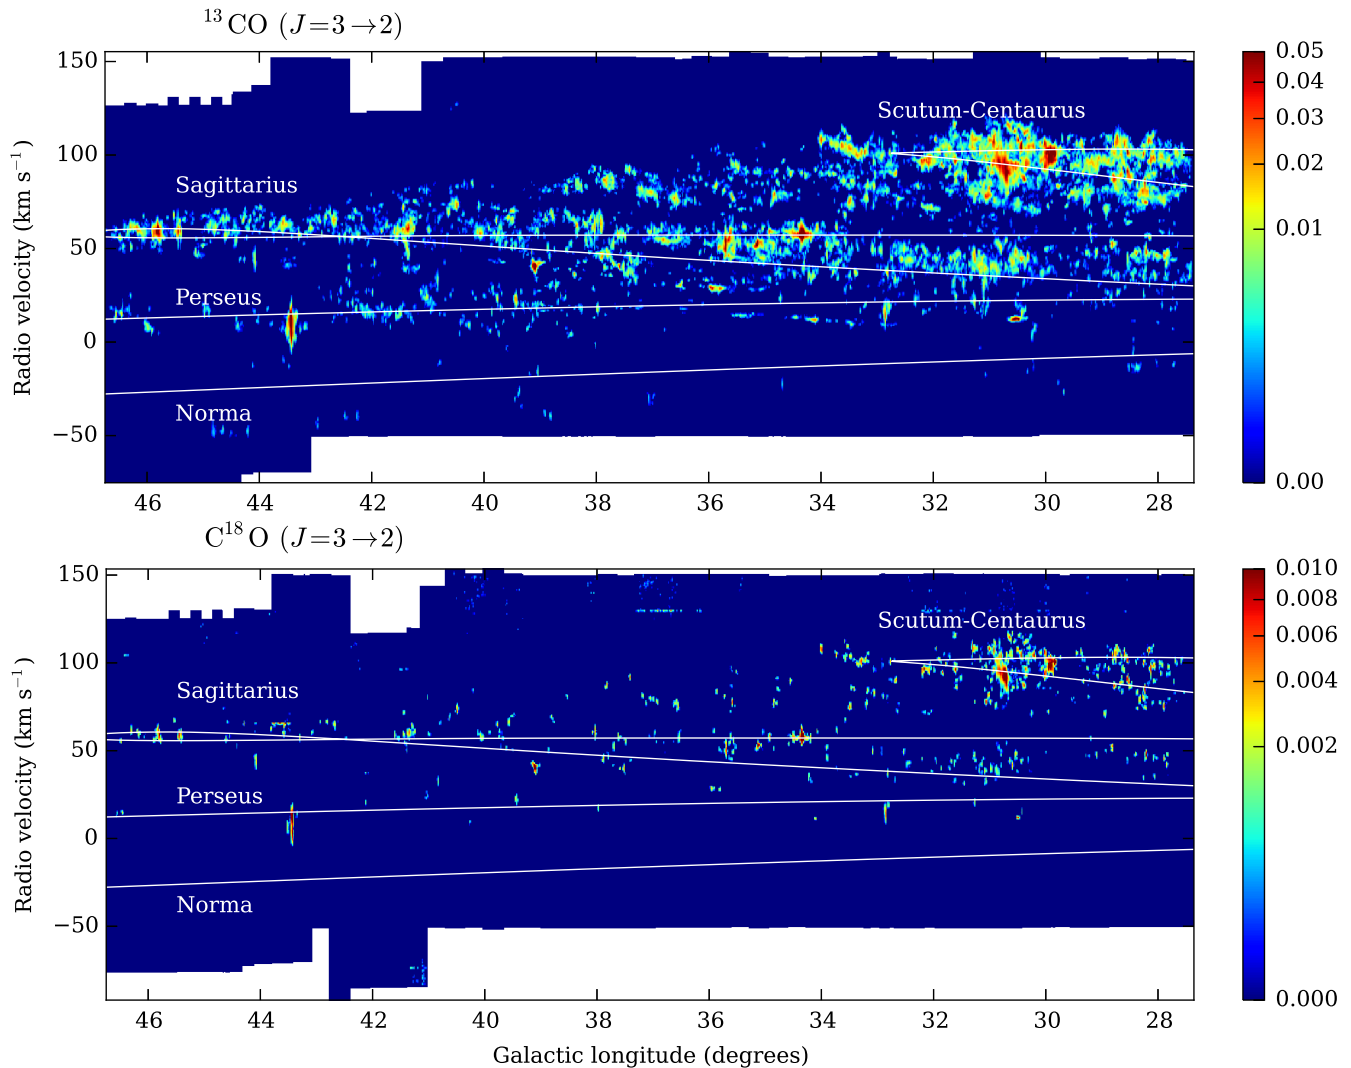 ¹³CO (J=3→2)
Radio velocity (km s⁻¹)
150
100
50
0
−50
Scutum-Centaurus
Sagittarius
Perseus
Norma
46 44 42 40 38 36 34 32 30 28
0.05
0.04
0.03
0.02
0.01
0.00
C¹⁸O (J=3→2)
Radio velocity (km s⁻¹)
150
100
50
0
−50
Scutum-Centaurus
Sagittarius
Perseus
Norma
46 44 42 40 38 36 34 32 30 28
Galactic longitude (degrees)
0.010
0.008
0.006
0.004
0.002
0.000